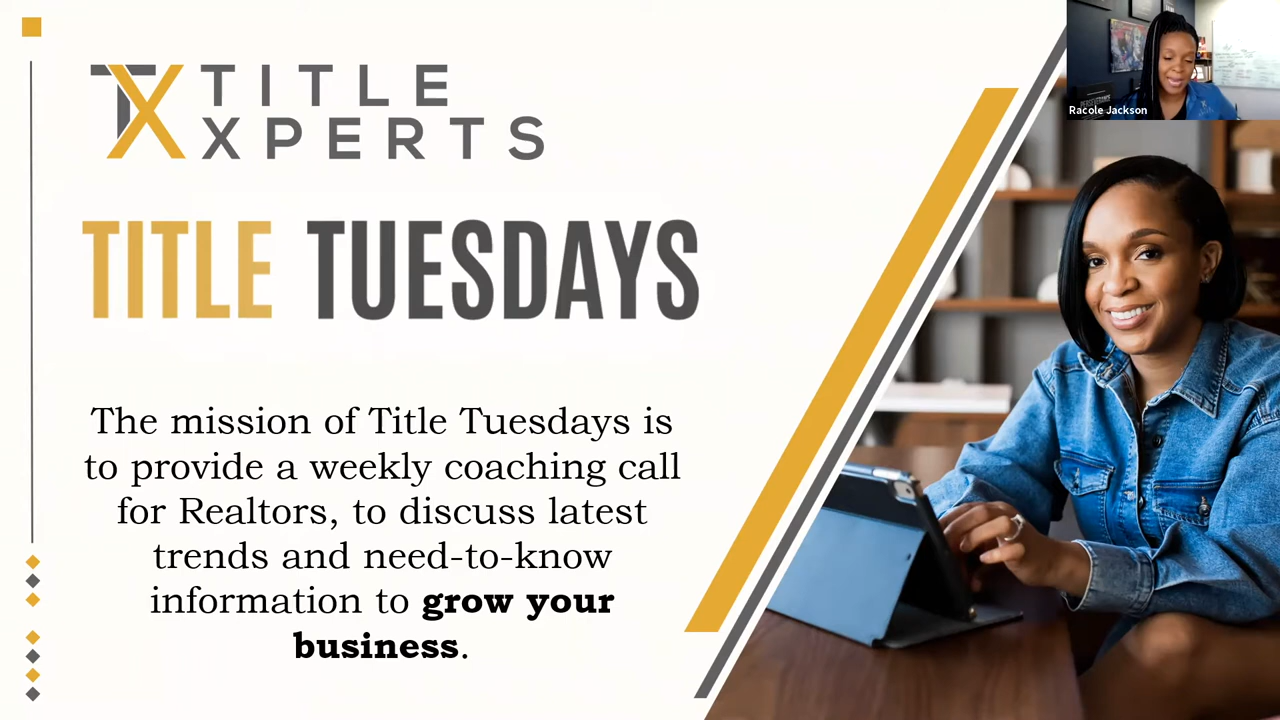 TX TITLE
XPERTS
TITLE TUESDAYS
The mission of Title Tuesdays is
to provide a weekly coaching call
for Realtors, to discuss latest
trends and need-to-know
information to grow your
business.
Racole Jackson